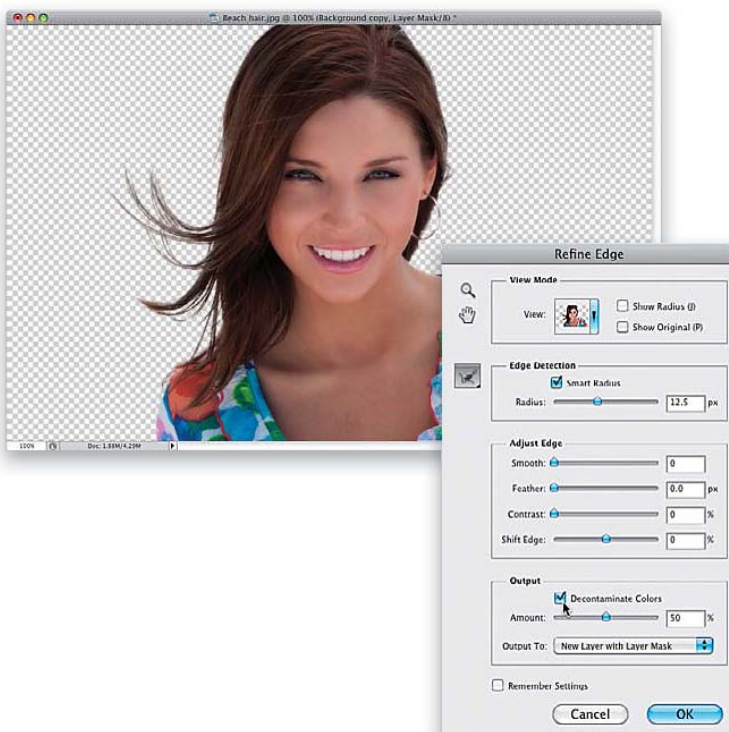 Beach hair.jpg @ 100% (Background copy, Layer Mask/8) *
100%
Doc: 1.88M/4.29M
Refine Edge
View Mode
View:
Show Radius (J)
Show Original (P)
Edge Detection
Smart Radius
Radius: 12.5 px
Adjust Edge
Smooth: 0
Feather: 0.0 px
Contrast: 0 %
Shift Edge: 0 %
Output
Decontaminate Colors
Amount: 50 %
Output To: New Layer with Layer Mask
Remember Settings
Cancel OK